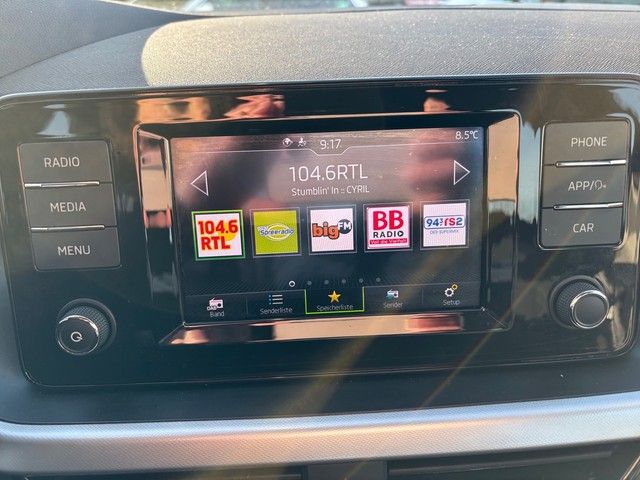 RADIO
MEDIA
MENU
9:17
8.5°C
104.6RTL
Stumblin' In :: CYRIL
104.6
RTL
Spreeradio
bigFM
BB
RADIO
94.3 rs2
Band
Senderliste
Speicherliste
Sender
Setup
PHONE
APP/
CAR